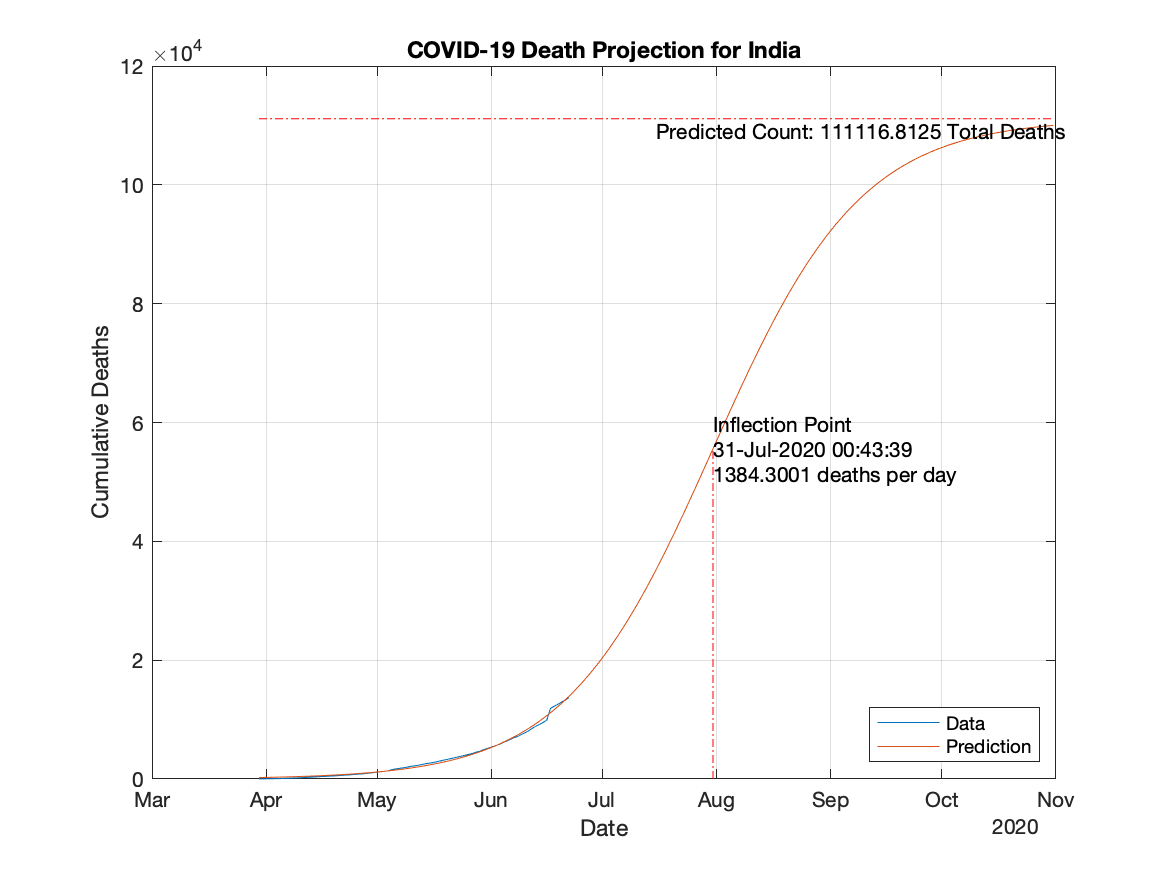 COVID-19 Death Projection for India
×10⁴
12
10
8
6
4
2
0
Cumulative Deaths
Predicted Count: 111116.8125 Total Deaths
Inflection Point
31-Jul-2020 00:43:39
1384.3001 deaths per day
Data
Prediction
Mar Apr May Jun Jul Aug Sep Oct Nov
Date
2020